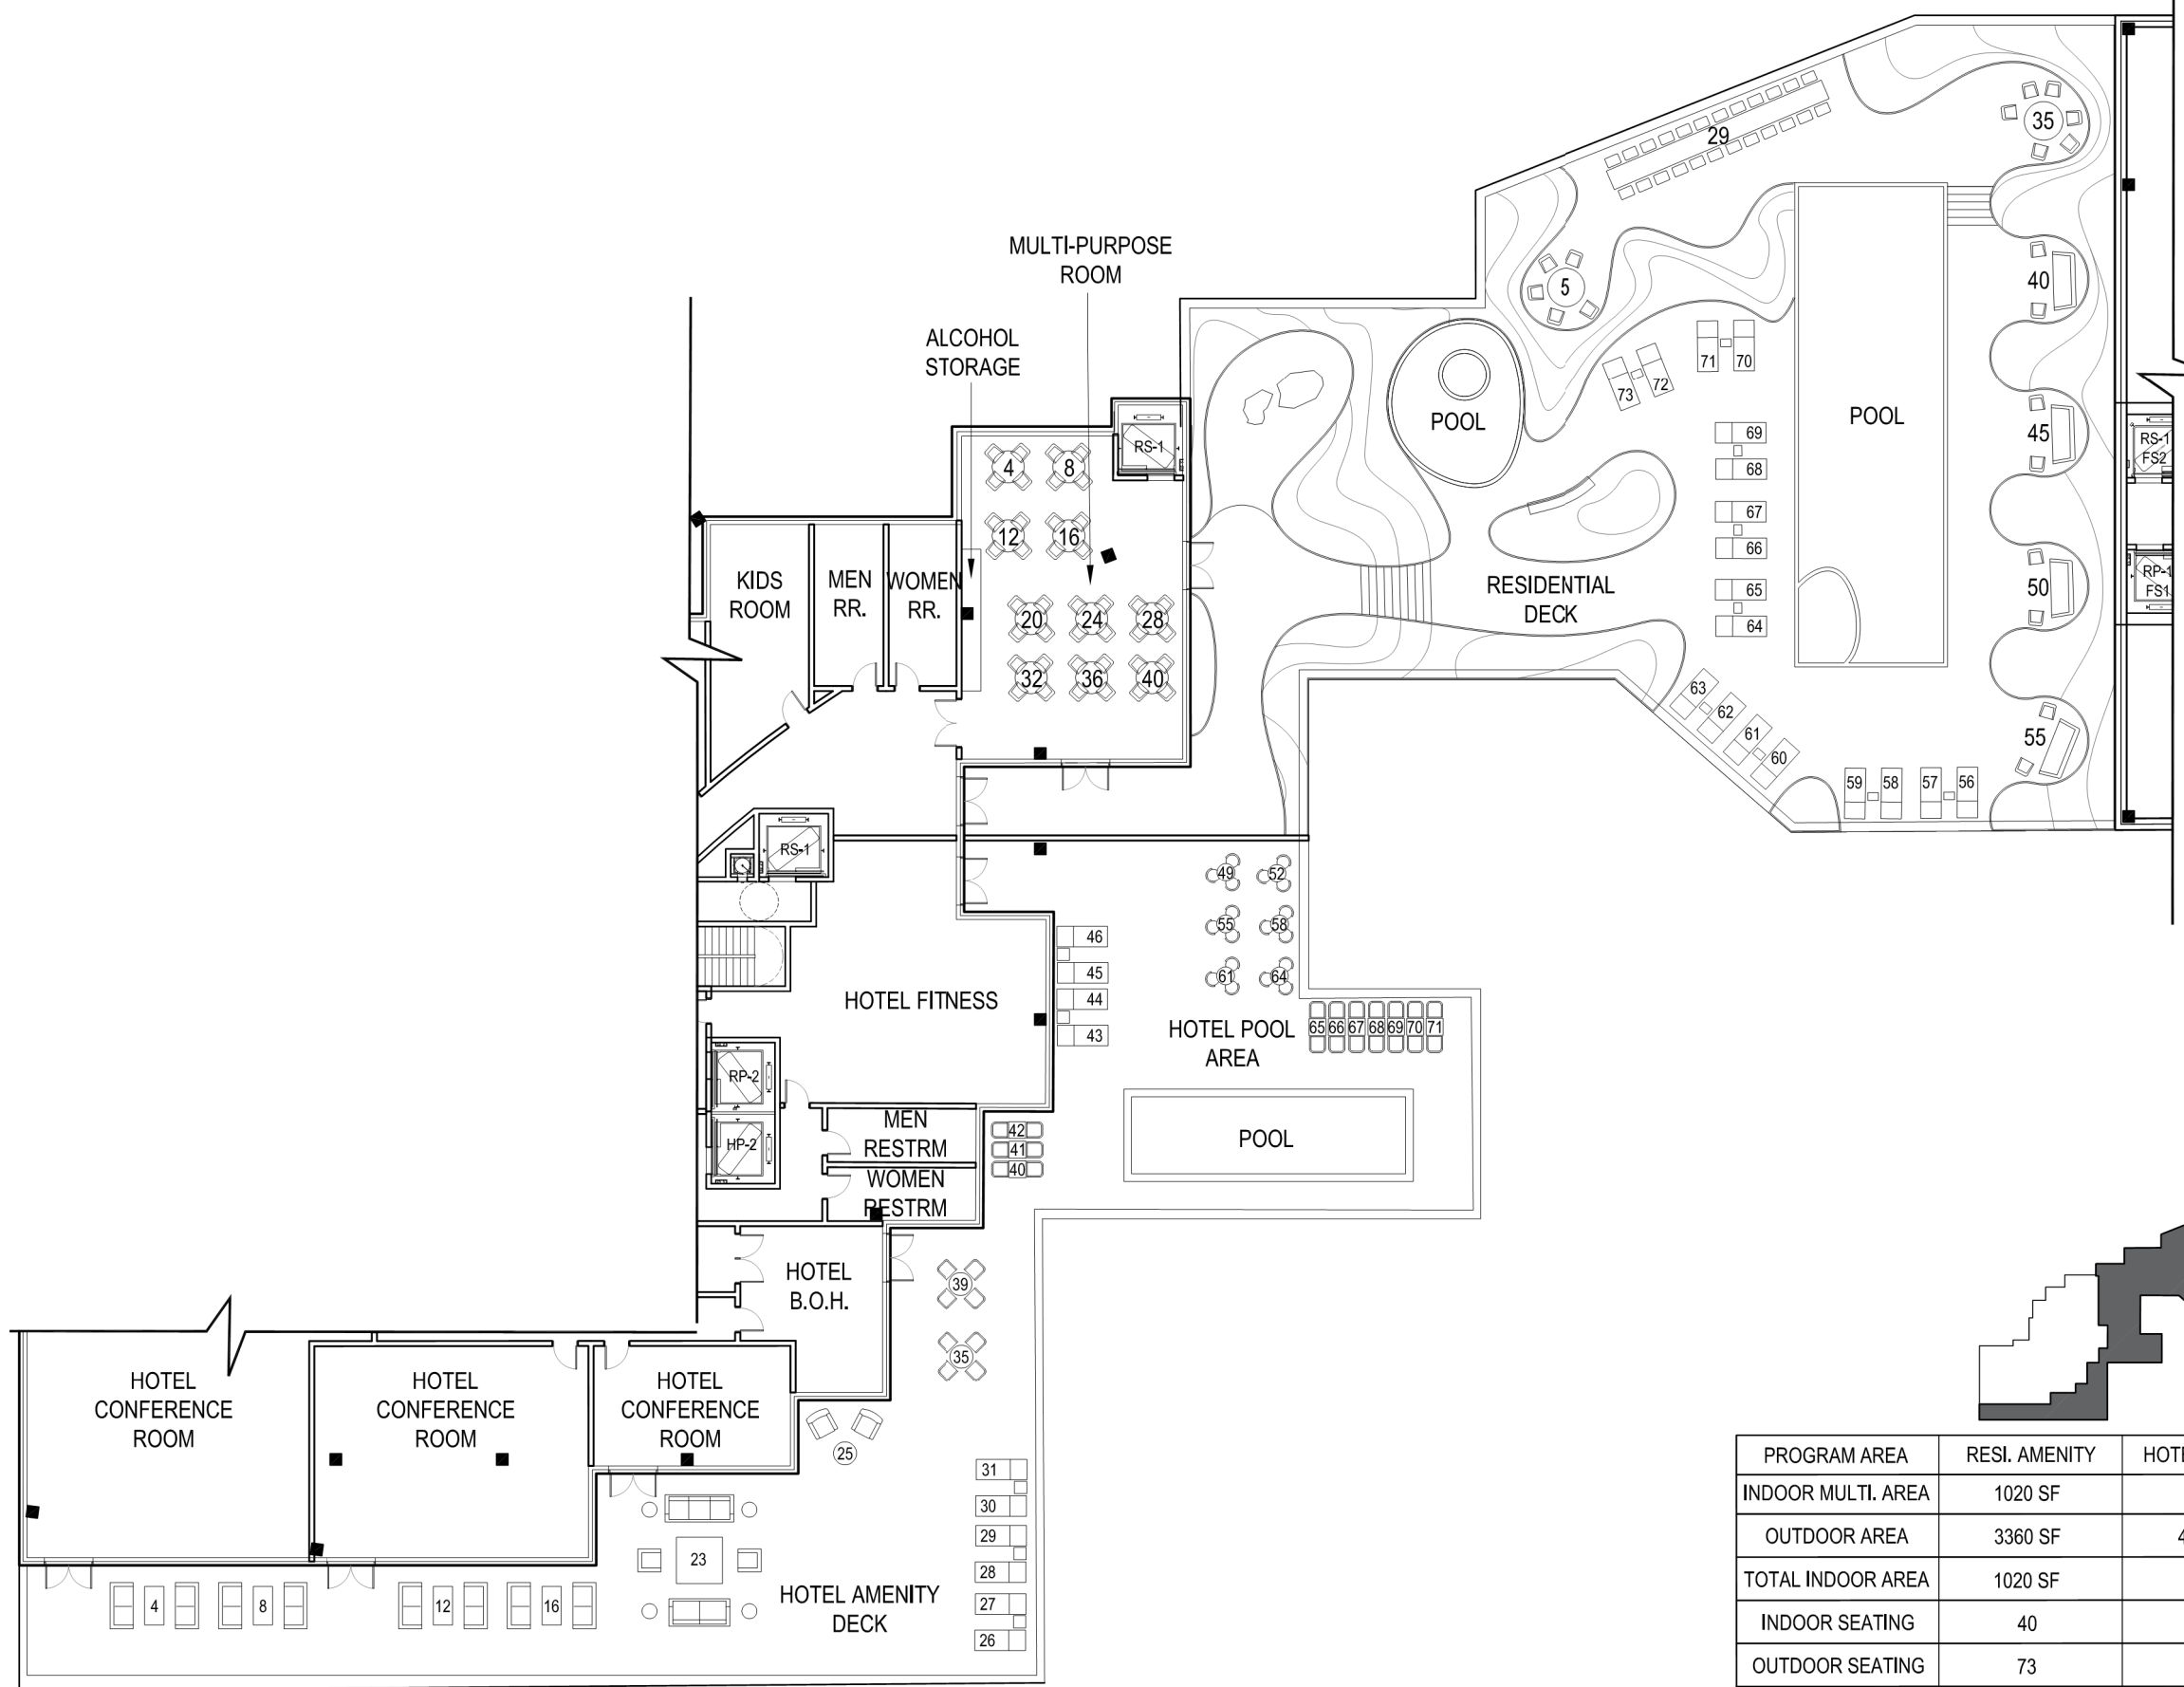 29
35
5
40
45
50
55
71
70
73
72
69
68
67
66
65
64
63
62
61
60
59
58
57
56
POOL
POOL
RESIDENTIAL
DECK
RS-1
FS2
RP-1
FS1
MULTI-PURPOSE
ROOM
ALCOHOL
STORAGE
RS-1
4
8
12
16
20
24
28
32
36
40
KIDS
ROOM
MEN
RR.
WOMEN
RR.
RS-1
HOTEL FITNESS
49
52
55
58
61
64
46
45
44
43
HOTEL POOL
AREA
65
66
67
68
69
70
71
POOL
RP-2
HP-2
MEN
RESTRM
WOMEN
RESTRM
42
41
40
HOTEL
B.O.H.
39
35
25
HOTEL
CONFERENCE
ROOM
HOTEL
CONFERENCE
ROOM
HOTEL
CONFERENCE
ROOM
31
30
29
28
27
26
23
4
8
12
16
HOTEL AMENITY
DECK
PROGRAM AREA RESI. AMENITY
INDOOR MULTI. AREA 1020 SF
OUTDOOR AREA 3360 SF
TOTAL INDOOR AREA 1020 SF
INDOOR SEATING 40
OUTDOOR SEATING 73